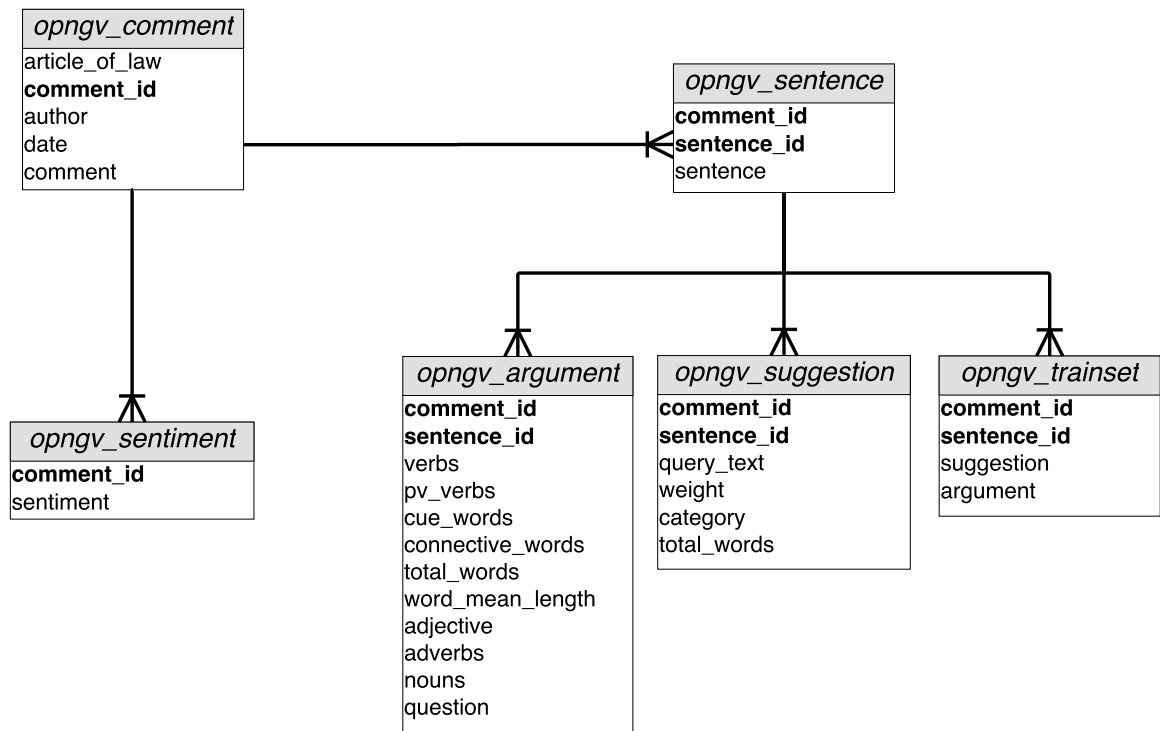 opngv_comment
article_of_law
comment_id
author
date
comment
opngv_sentence
comment_id
sentence_id
sentence
opngv_sentiment
comment_id
sentiment
opngv_argument
comment_id
sentence_id
verbs
pv_verbs
cue_words
connective_words
total_words
word_mean_length
adjective
adverbs
nouns
question
opngv_suggestion
comment_id
sentence_id
query_text
weight
category
total_words
opngv_trainset
comment_id
sentence_id
suggestion
argument